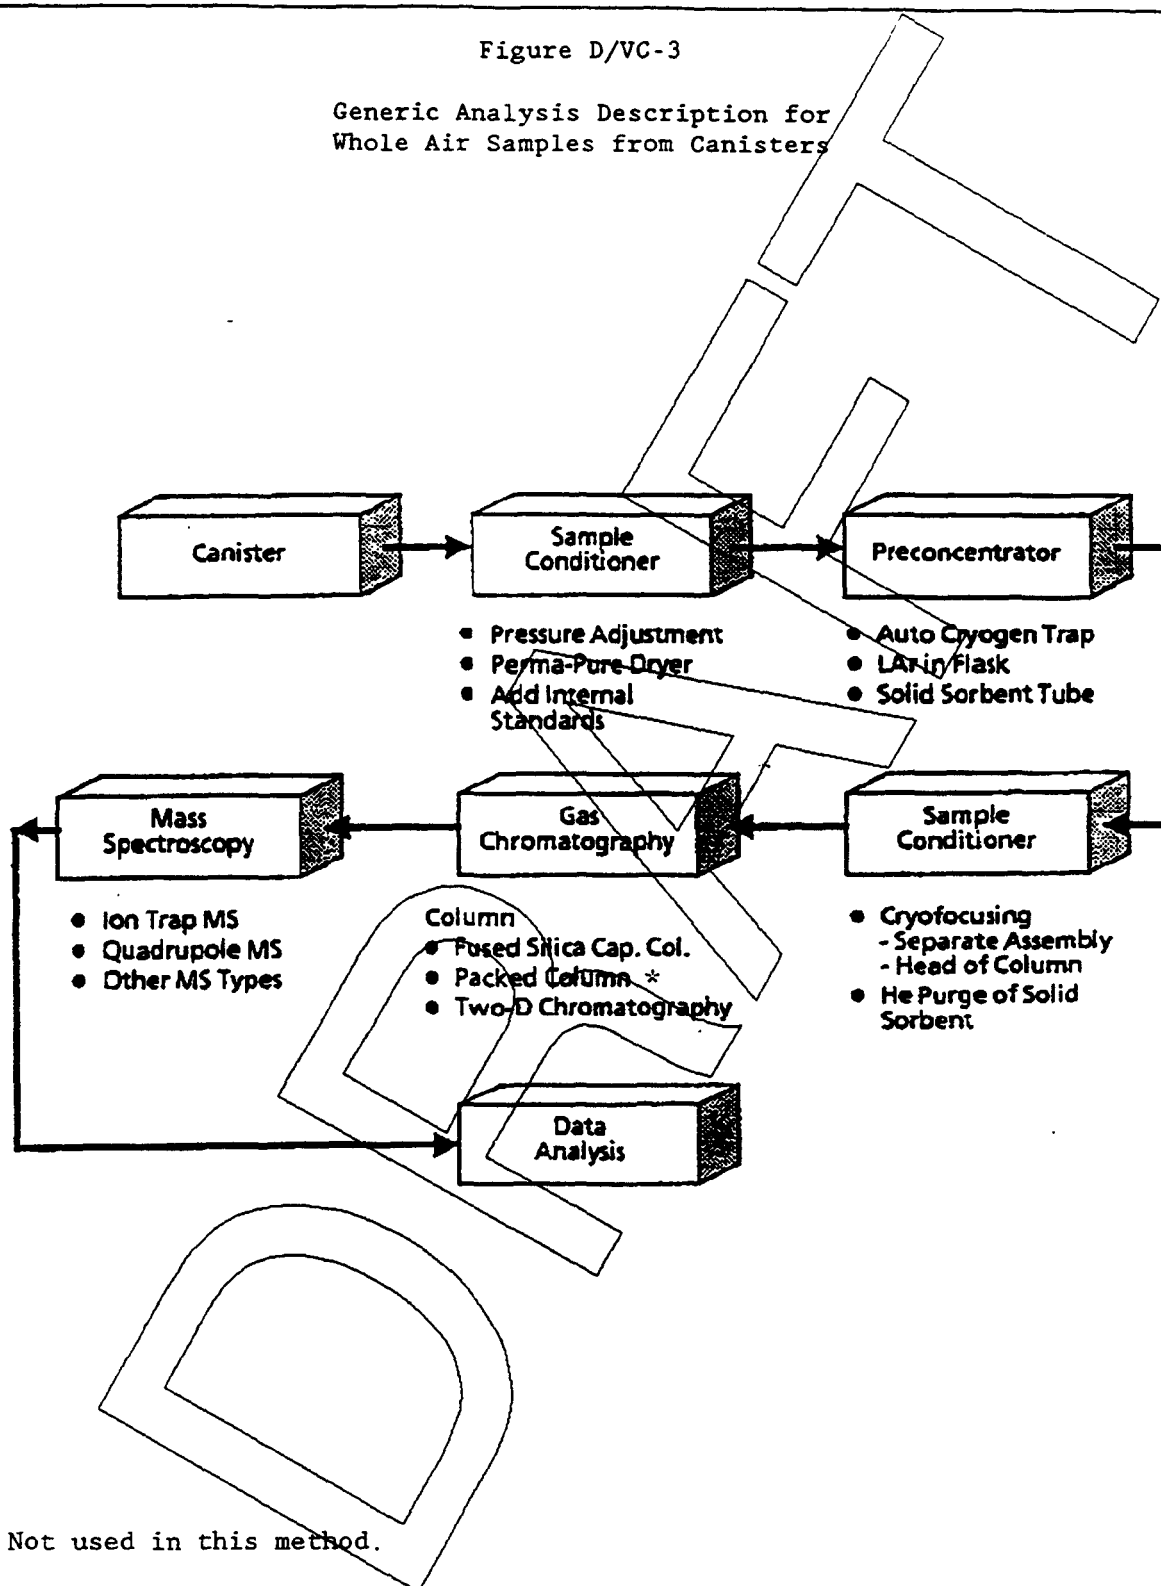 Figure D/VC-3
Generic Analysis Description for
Whole Air Samples from Canisters
Canister
Sample
Conditioner
Preconcentrator
• Pressure Adjustment
• Perma-Pure Dryer
• Add Internal
Standards
• Auto Cryogen Trap
• LAr in Flask
• Solid Sorbent Tube
Mass
Spectroscopy
Gas
Chromatography
Sample
Conditioner
• Ion Trap MS
• Quadrupole MS
• Other MS Types
Column
• Fused Silica Cap. Col.
• Packed Column *
• Two-D Chromatography
• Cryofocusing
- Separate Assembly
- Head of Column
• He Purge of Solid
Sorbent
Data
Analysis
Not used in this method.
DRAFT